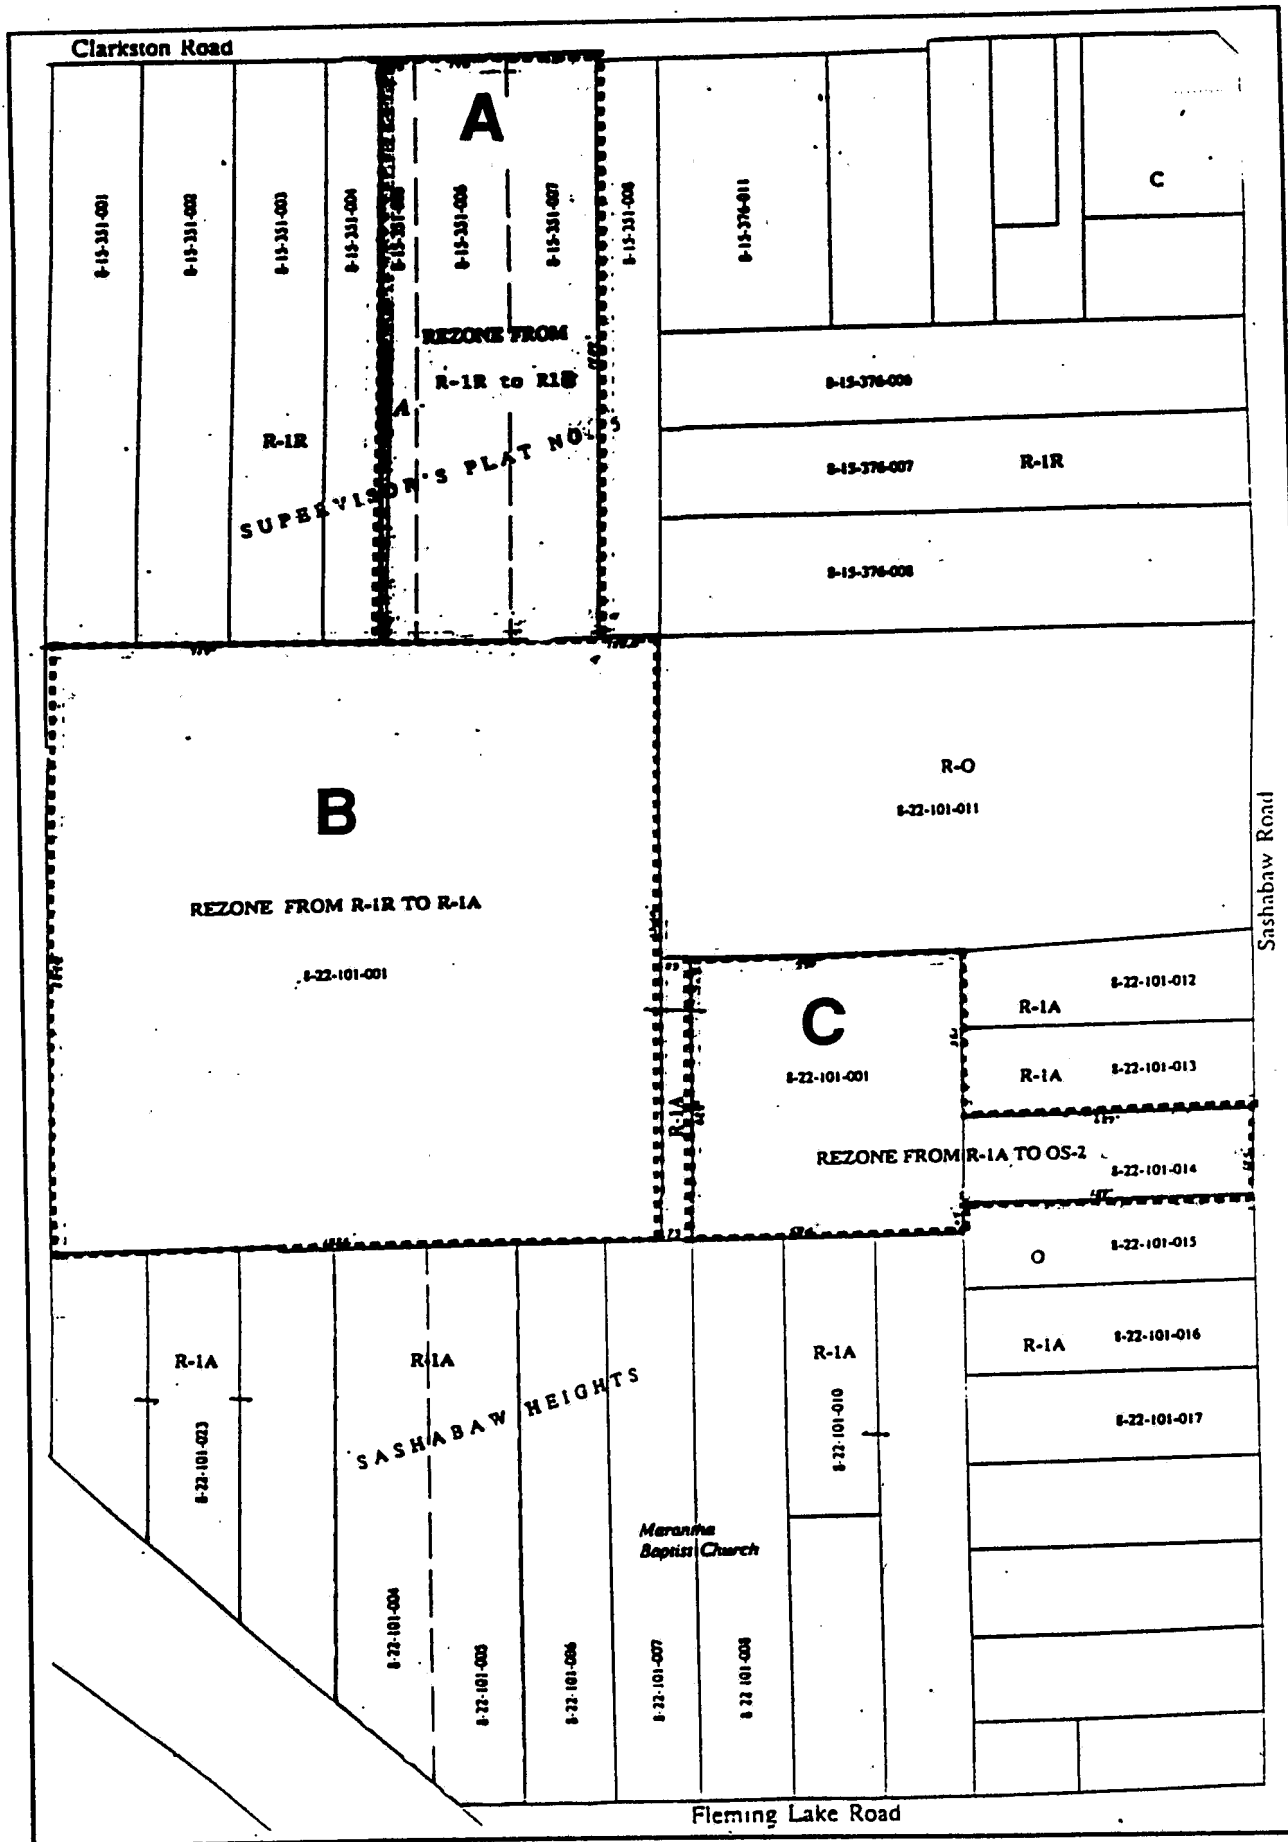 Clarkston Road
A
C
8-15-351-001
8-15-351-002
8-15-351-003
8-15-351-004
8-15-351-006
8-15-351-007
8-15-351-008
8-15-376-011
REZONE FROM
R-1R to
A
R-1R
SUPERVISOR'S PLAT NO. 5
8-15-376-006
8-15-376-007
R-1R
8-15-376-008
B
REZONE FROM R-1R TO R-1A
8-22-101-001
R-O
8-22-101-011
Sashabaw Road
C
8-22-101-001
R-1A
REZONE FROM R-1A TO OS-2
R-1A
8-22-101-012
R-1A
8-22-101-013
8-22-101-014
O
8-22-101-015
R-1A
8-22-101-016
8-22-101-017
R-1A
8-22-101-023
R-1A
SASHABAW HEIGHTS
R-1A
8-22-101-010
Baptist Church
8-22-101-004
8-22-101-005
8-22-101-006
8-22-101-007
8 22 101-008
Fleming Lake Road